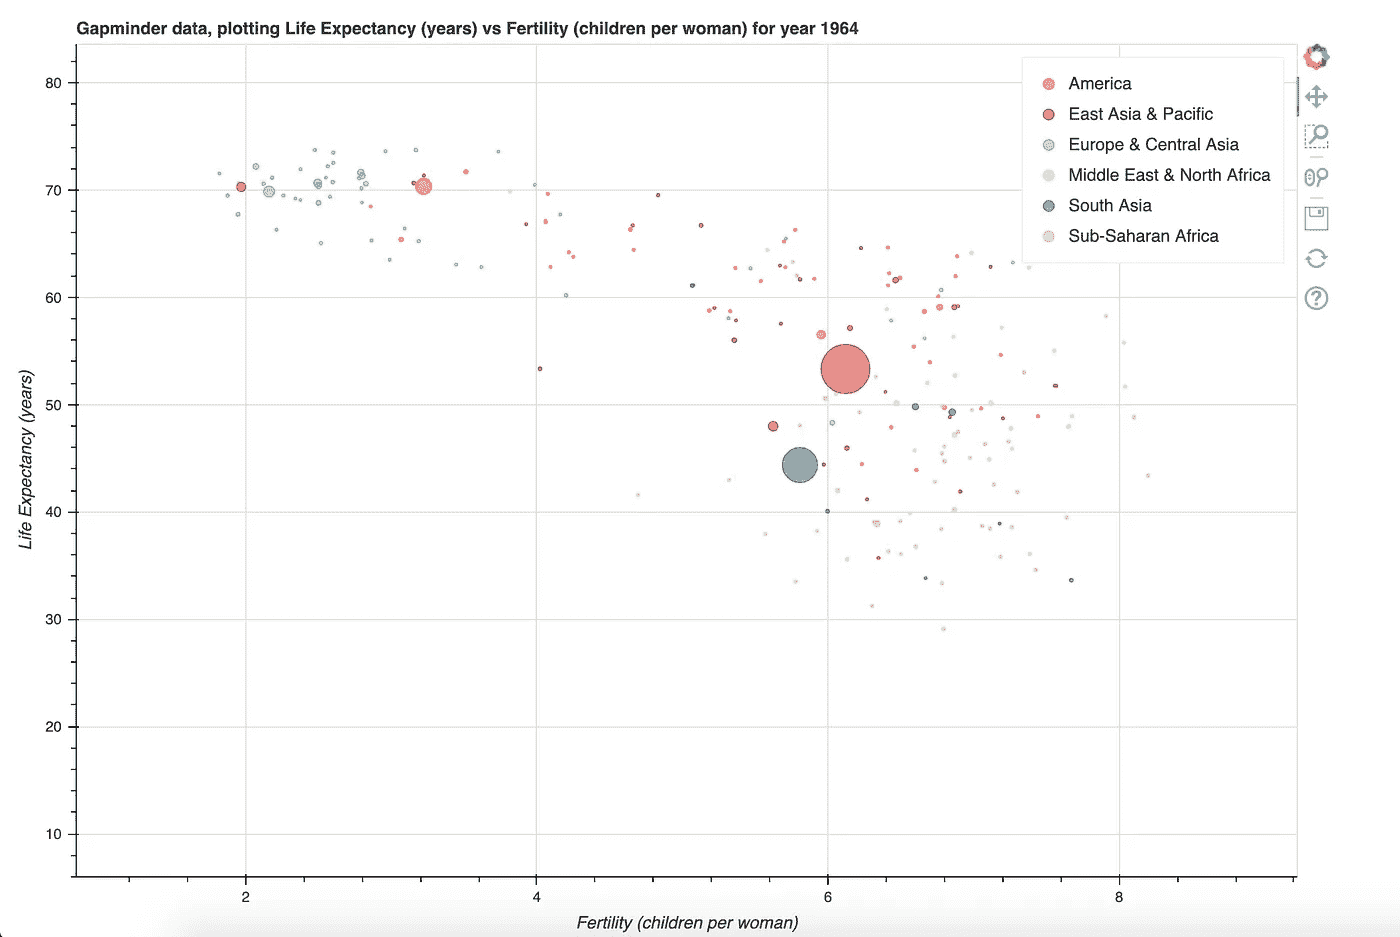 Gapminder data, plotting Life Expectancy (years) vs Fertility (children per woman) for year 1964
America
East Asia & Pacific
Europe & Central Asia
Middle East & North Africa
South Asia
Sub-Saharan Africa
80
70
60
50
40
30
20
10
Life Expectancy (years)
2
4
6
8
Fertility (children per woman)
?